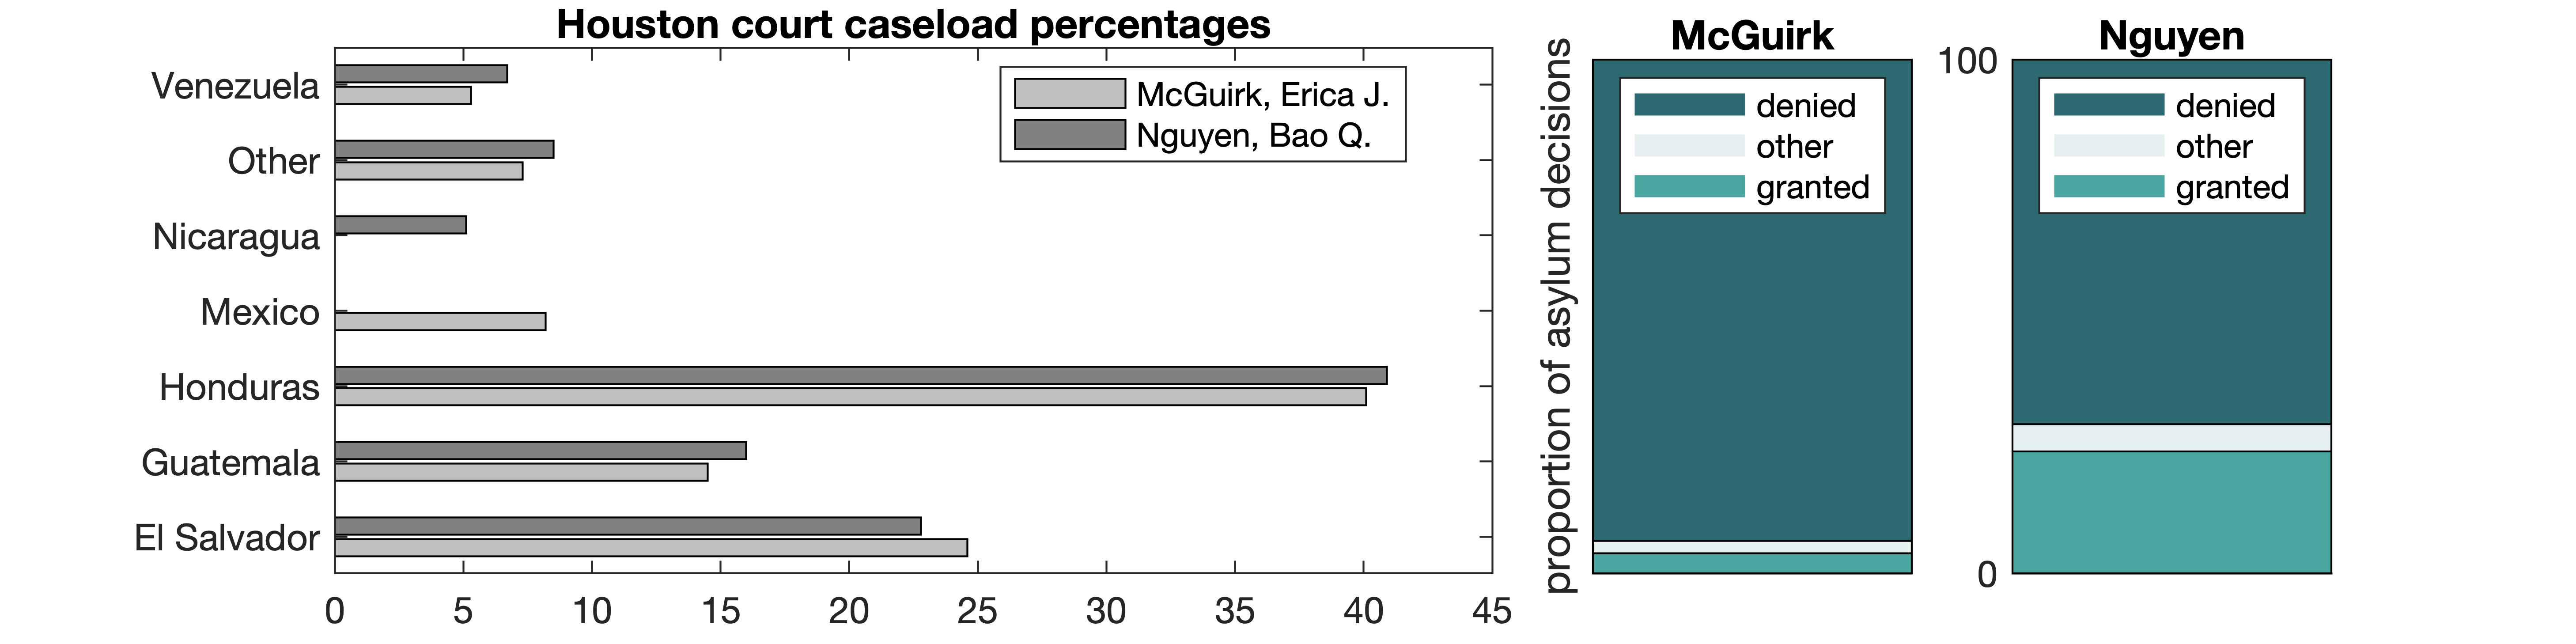 Houston court caseload percentages
Venezuela
Other
Nicaragua
Mexico
Honduras
Guatemala
El Salvador
0 5 10 15 20 25 30 35 40 45
McGuirk, Erica J.
Nguyen, Bao Q.
proportion of asylum decisions
McGuirk
denied
other
granted
Nguyen
100
0
denied
other
granted